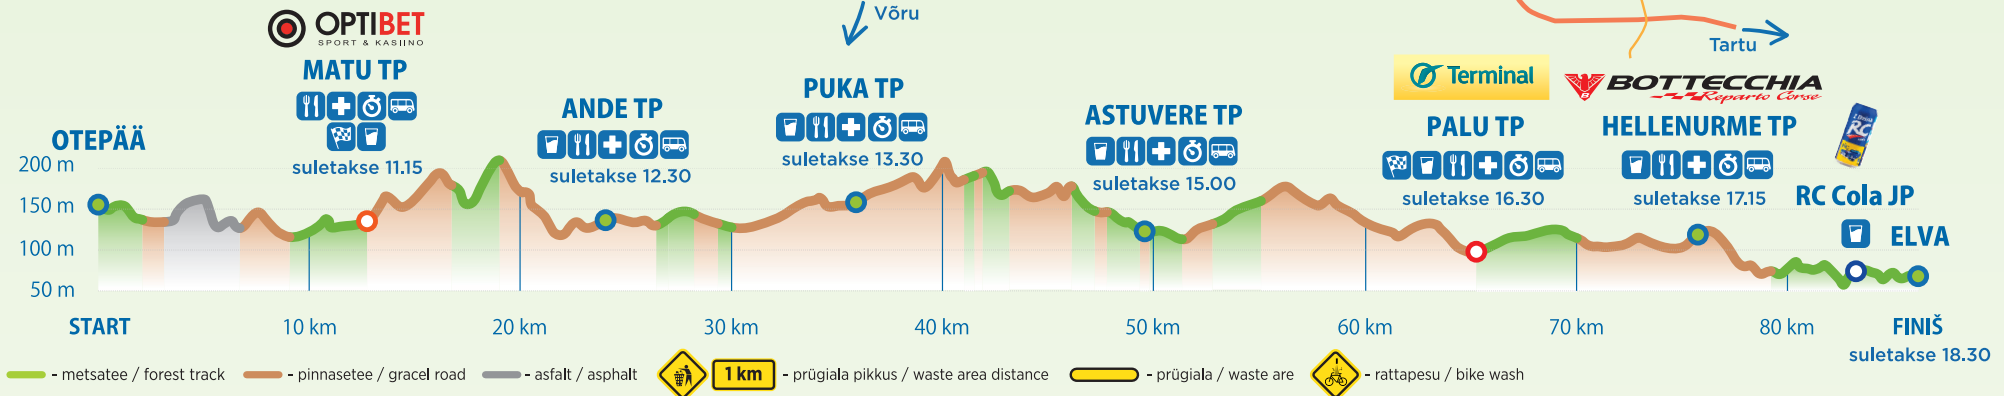 OPTIBET
SPORT & KASIINO
Võru
Tartu
Terminal
BOTTECCHIA
Reparto Corse
MATU TP
suletakse 11.15
ANDE TP
suletakse 12.30
PUKA TP
suletakse 13.30
ASTUVERE TP
suletakse 15.00
PALU TP
suletakse 16.30
HELLENURME TP
suletakse 17.15
RC
RC Cola JP
OTEPÄÄ
ELVA
200 m
150 m
100 m
50 m
START
10 km
20 km
30 km
40 km
50 km
60 km
70 km
80 km
FINIŠ
suletakse 18.30
- metsatee / forest track
- pinnasetee / gracel road
- asfalt / asphalt
1 km
- prügiala pikkus / waste area distance
- prügiala / waste are
- rattapesu / bike wash